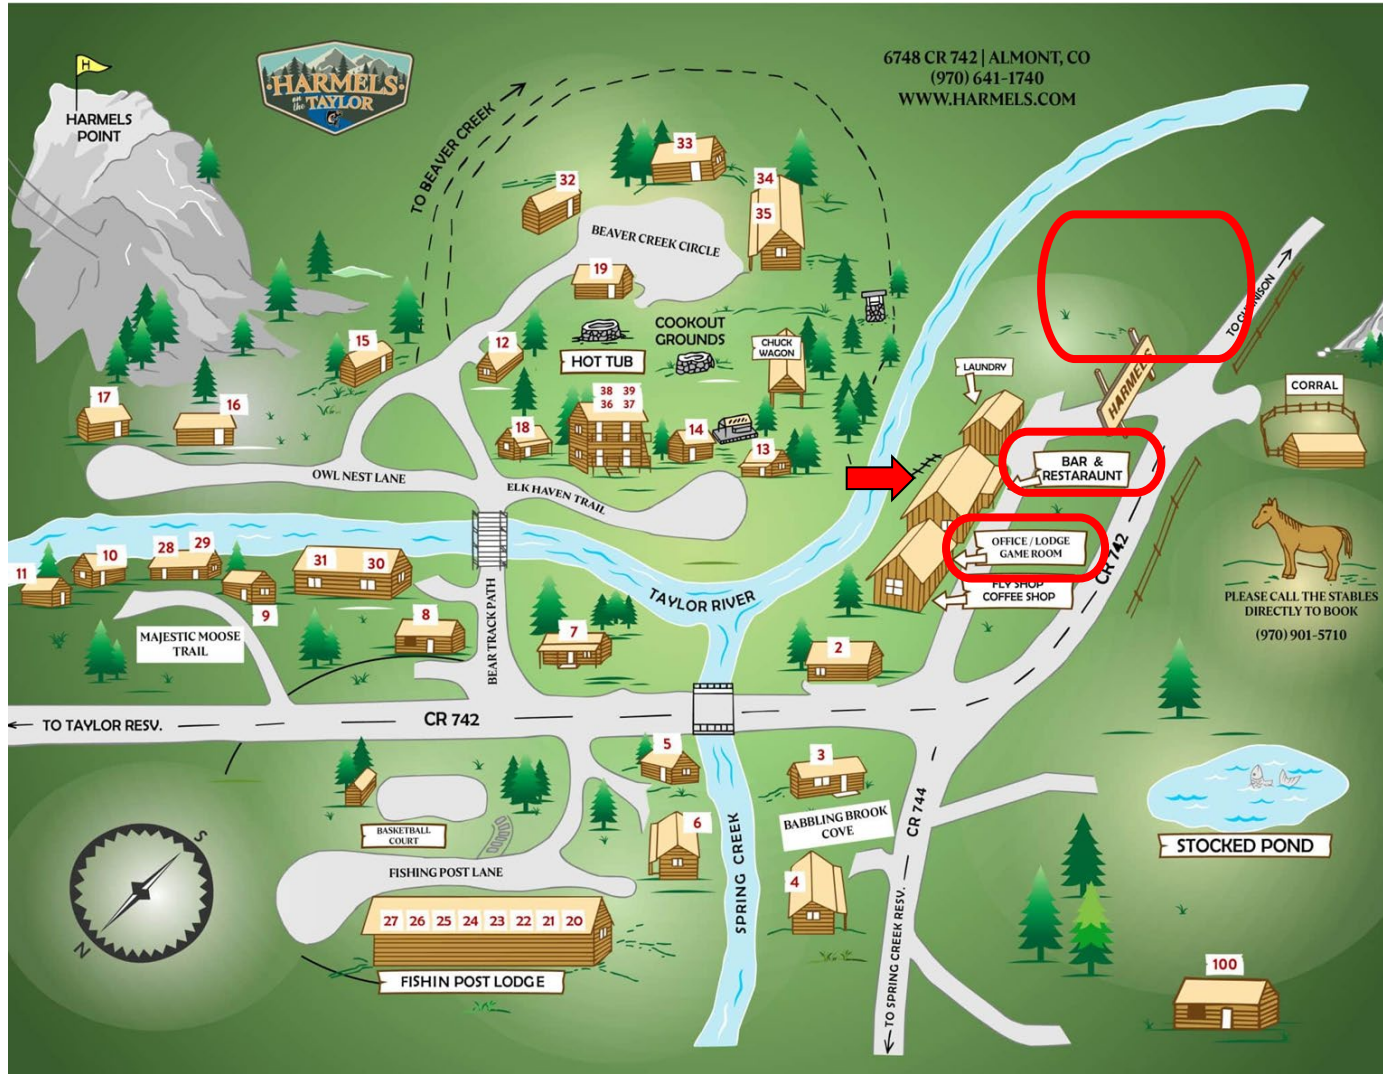 H
HARMELS
POINT
HARMELS
on the
TAYLOR
6748 CR 742 | ALMONT, CO
(970) 641-1740
WWW.HARMELS.COM
TO BEAVER CREEK
33
32
34
35
BEAVER CREEK CIRCLE
19
COOKOUT
GROUNDS
HOT TUB
CHUCK
WAGON
12
15
38 39
36 37
17
16
18
14
13
OWL NEST LANE
ELK HAVEN TRAIL
LAUNDRY
HARMELS
TO GUNNISON
CORRAL
BAR &
RESTARAUNT
OFFICE / LODGE
GAME ROOM
FLY SHOP
COFFEE SHOP
CR 742
PLEASE CALL THE STABLES
DIRECTLY TO BOOK
(970) 901-5710
11
10
28
29
31
30
9
8
7
2
MAJESTIC MOOSE
TRAIL
BEAR TRACK PATH
TAYLOR RIVER
TO TAYLOR RESV.
CR 742
5
3
6
BABBLING BROOK
COVE
4
CR 744
TO SPRING CREEK RESV.
SPRING CREEK
BASKETBALL
COURT
FISHING POST LANE
27 26 25 24 23 22 21 20
FISHIN POST LODGE
STOCKED POND
100
S
N